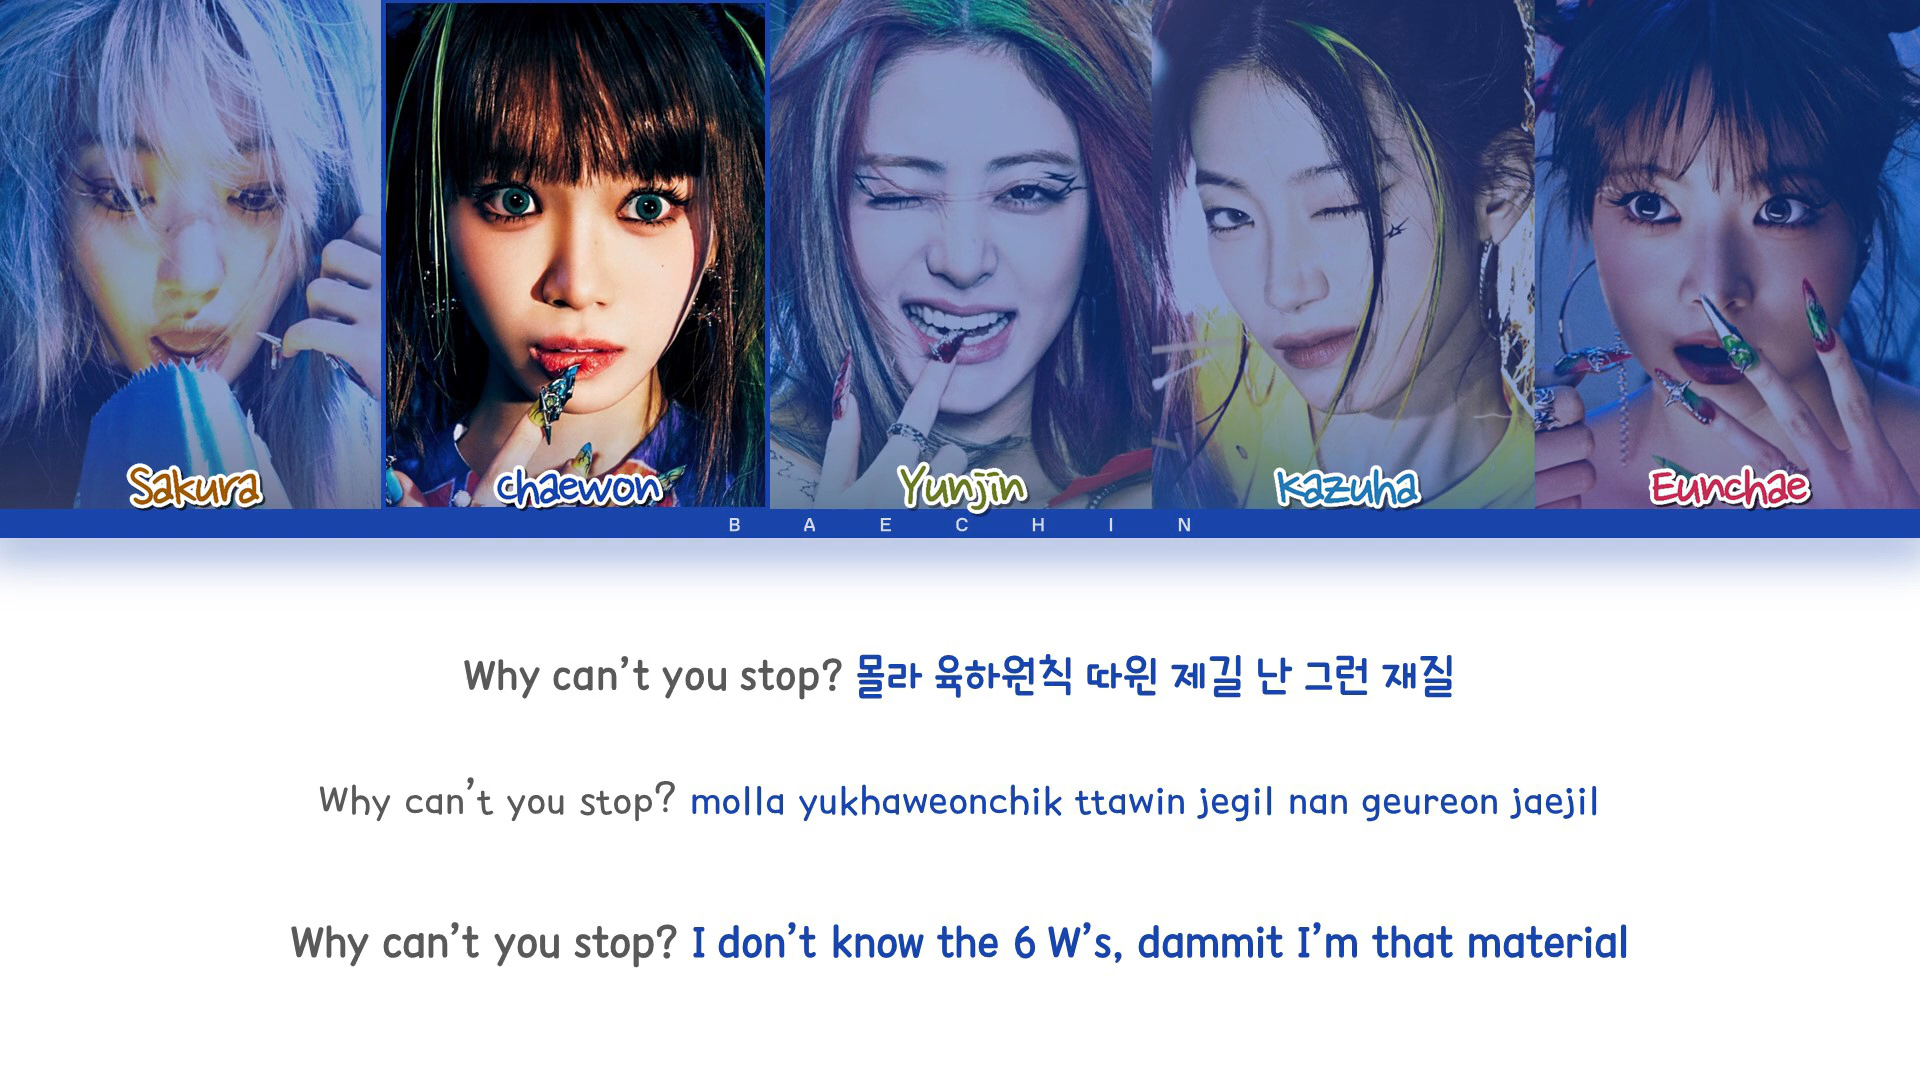 Sakura
chaewon
Yunjin
kazuha
Eunchae
BAECHIN
Why can't you stop? 몰라 육하원칙 따윈 제길 난 그런 재질
Why can't you stop? molla yukhaweonchik ttawin jegil nan geureon jaejil
Why can't you stop? I don't know the 6 W's, dammit I'm that material